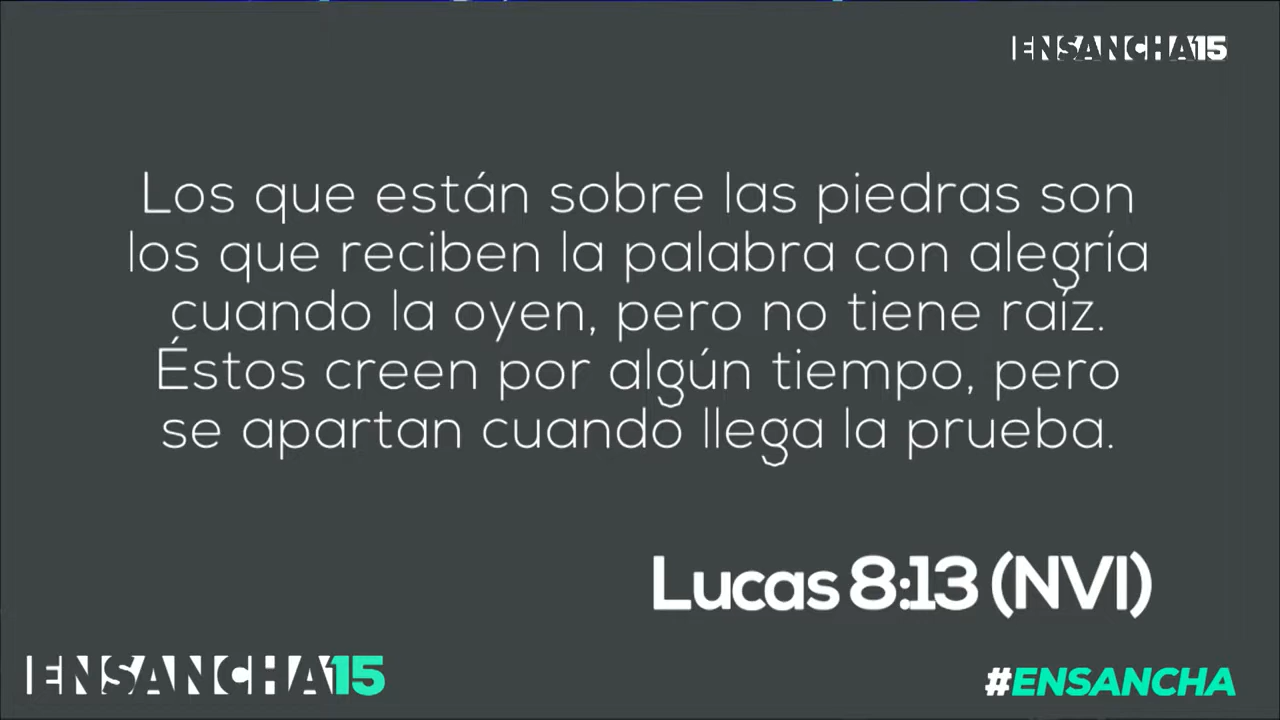 ENSANCHA15
Los que están sobre las piedras son
los que reciben la palabra con alegría
cuando la oyen, pero no tiene raíz.
Éstos creen por algún tiempo, pero
se apartan cuando llega la prueba.
Lucas 8:13 (NVI)
ENSANCHA15
#ENSANCHA